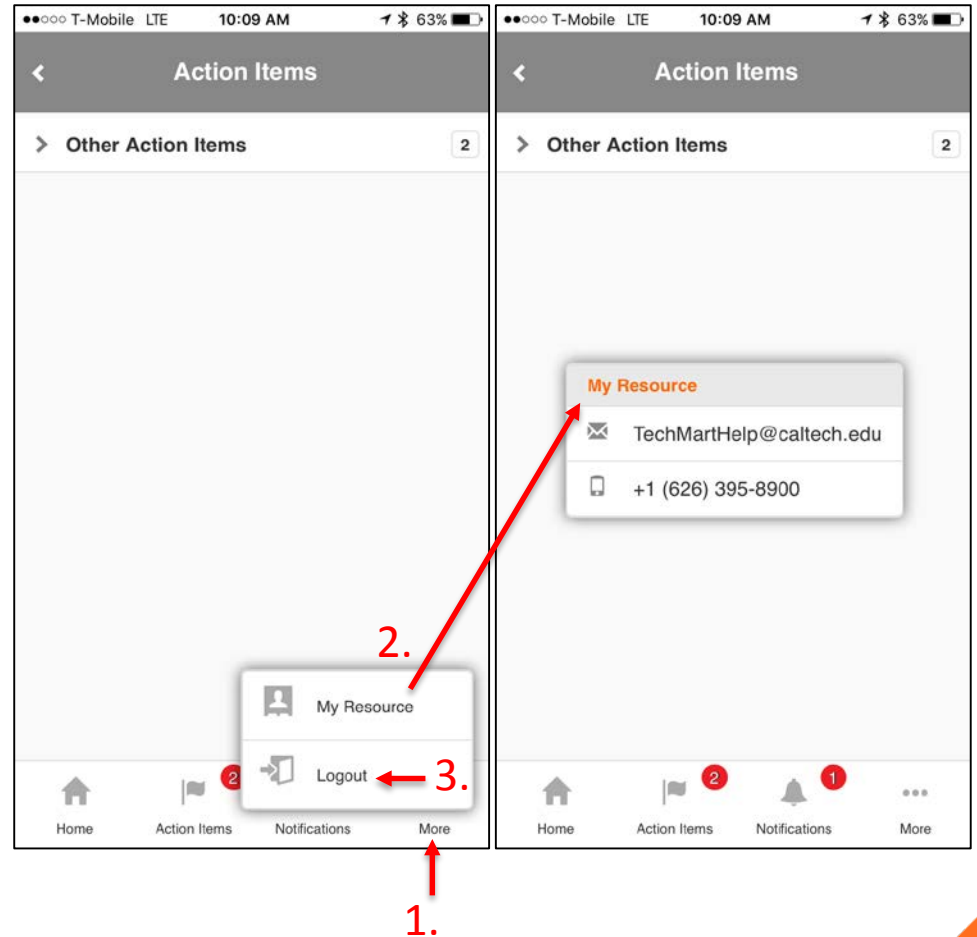 T-Mobile LTE 10:09 AM 63%
Action Items
Other Action Items 2
2.
My Resource
Logout
3.
2
Home Action Items Notifications More
1.
T-Mobile LTE 10:09 AM 63%
Action Items
Other Action Items 2
My Resource
TechMartHelp@caltech.edu
+1 (626) 395-8900
2 1
Home Action Items Notifications More